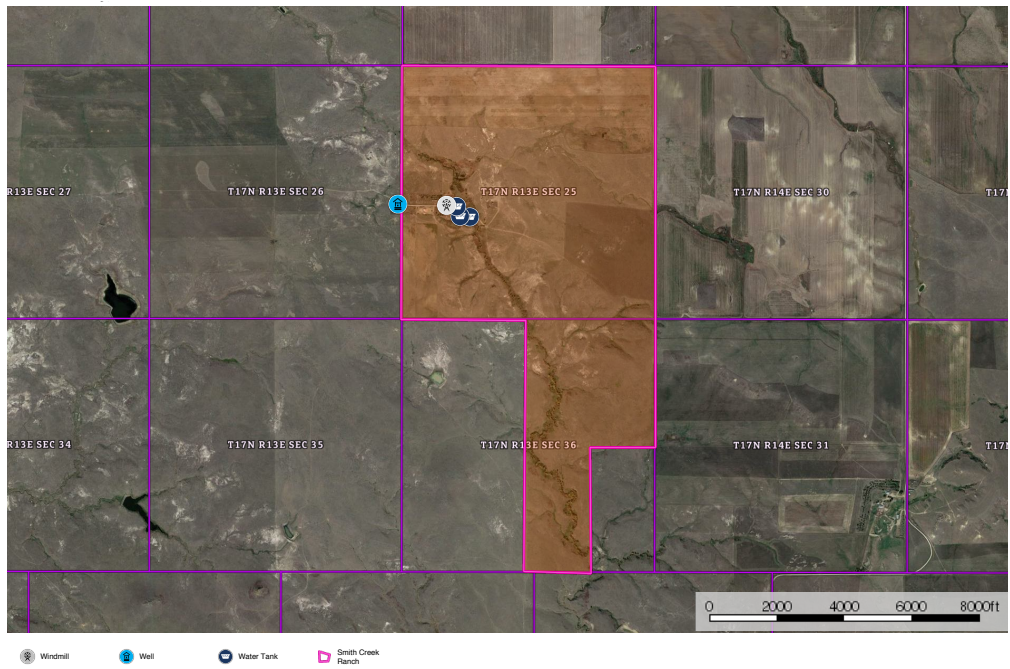 R13E SEC 27
T17N R13E SEC 26
T17N R13E SEC 25
T17N R14E SEC 30
T17
R13E SEC 34
T17N R13E SEC 35
T17N R13E SEC 36
T17N R14E SEC 31
T17
0 2000 4000 6000 8000ft
Windmill
Well
Water Tank
Smith Creek
Ranch